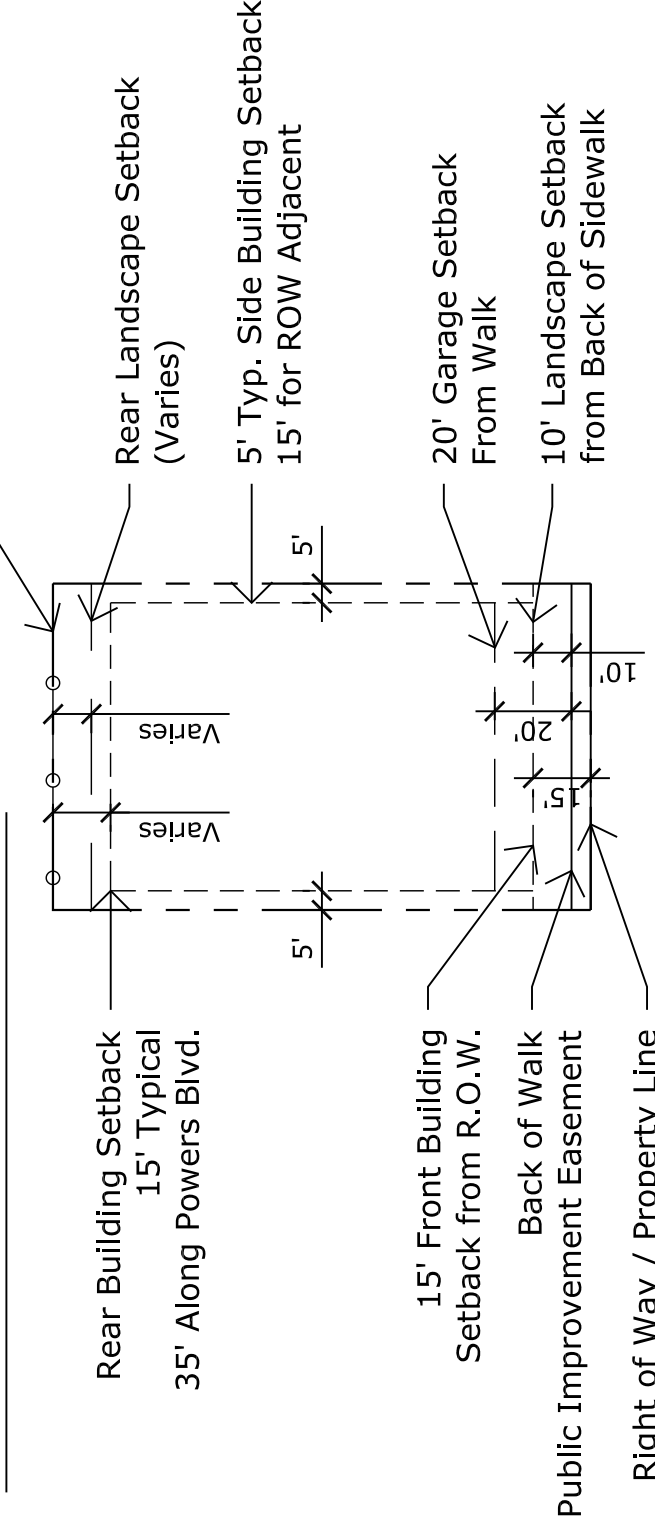 Rear Landscape Setback
(Varies)
5' Typ. Side Building Setback
15' for ROW Adjacent
20' Garage Setback
From Walk
10' Landscape Setback
from Back of Sidewalk
5'
Varies
Varies
10'
20'
15'
5'
Rear Building Setback
15' Typical
35' Along Powers Blvd.
15' Front Building
Setback from R.O.W.
Back of Walk
Public Improvement Easement
Right of Way / Property Line